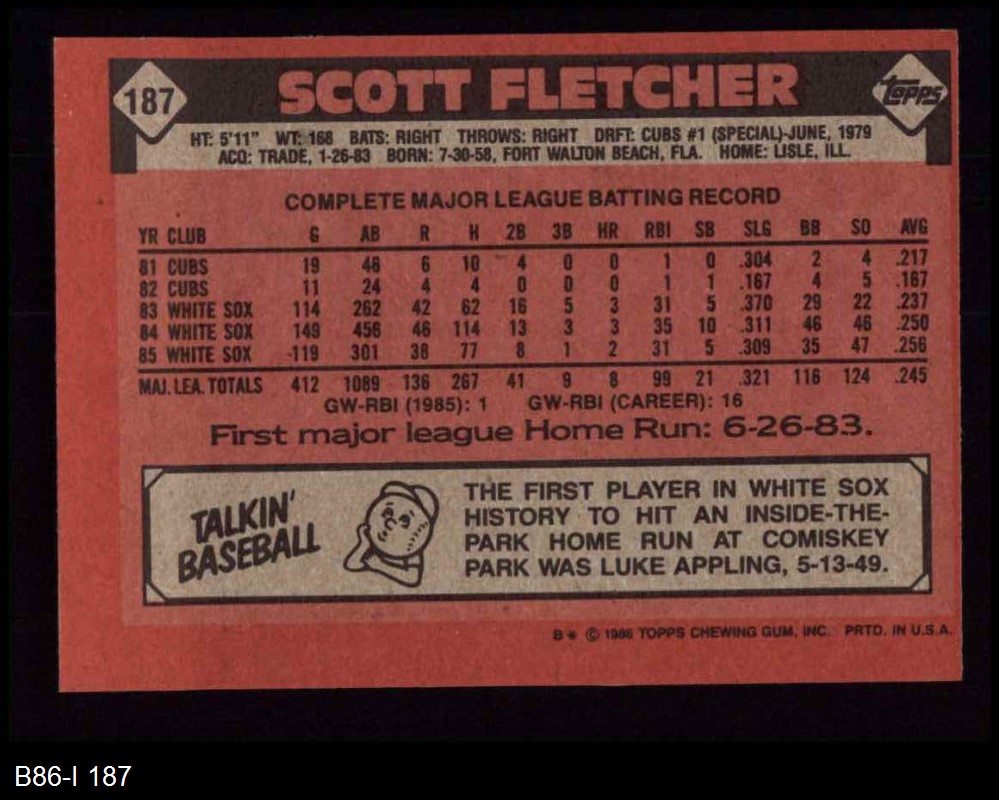 187
SCOTT FLETCHER
Topps
HT: 5'11" WT: 168 BATS: RIGHT THROWS: RIGHT DRFT: CUBS #1 (SPECIAL)-JUNE, 1979
ACQ: TRADE, 1-26-83 BORN: 7-30-58, FORT WALTON BEACH, FLA. HOME: LISLE, ILL.
COMPLETE MAJOR LEAGUE BATTING RECORD
YR CLUB G AB R H 2B 3B HR RBI SB SLG BB SO AVG
81 CUBS 19 46 6 10 4 0 0 1 0 .304 2 4 .217
82 CUBS 11 24 4 4 0 0 0 1 1 .167 4 5 .167
83 WHITE SOX 114 262 42 62 16 5 3 31 5 .370 29 22 .237
84 WHITE SOX 149 456 46 114 13 3 3 35 10 .311 46 46 .250
85 WHITE SOX 119 301 38 77 8 1 2 31 5 .309 35 47 .256
MAJ. LEA. TOTALS 412 1089 136 267 41 9 8 99 21 .321 116 124 .245
GW-RBI (1985): 1 GW-RBI (CAREER): 16
First major league Home Run: 6-26-83.
TALKIN'
BASEBALL
THE FIRST PLAYER IN WHITE SOX
HISTORY TO HIT AN INSIDE-THE-
PARK HOME RUN AT COMISKEY
PARK WAS LUKE APPLING, 5-13-49.
B* © 1986 TOPPS CHEWING GUM, INC. PRTD. IN U.S.A.
B86-I 187